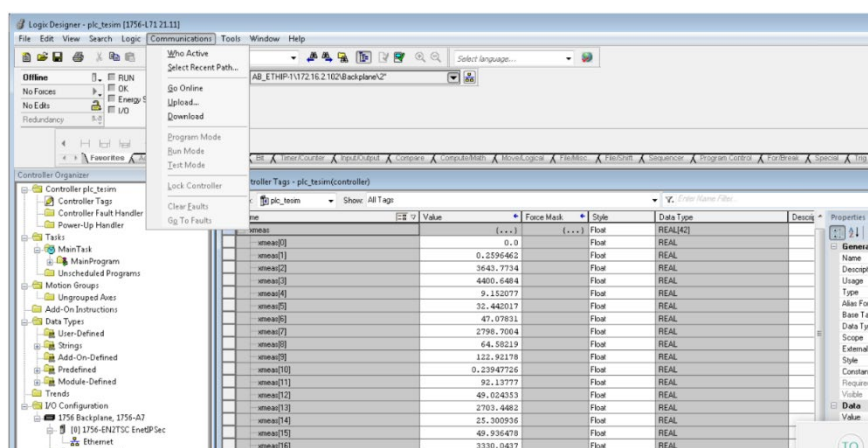 Logix Designer - plc_tesim [1756-L71 21.11]
File Edit View Search Logic Communications Tools Window Help
Who Active
Select Recent Path...
Go Online
Upload...
Download
Program Mode
Run Mode
Test Mode
Lock Controller
Clear Faults
Go To Faults
Select language...
Offline RUN
No Forces OK
No Edits Energy S
Redundancy I/O
AB_ETHIP-1\172.16.2.102\Backplane\2*
Favorites Bit Timer/Counter Input/Output Compare Compute/Math Move/Logical File/Misc. File/Shift Sequencer Program Control For/Break Special Trig
Controller Organizer
Controller plc_tesim
Controller Tags
Controller Fault Handler
Power-Up Handler
Tasks
MainTask
MainProgram
Unscheduled Programs
Motion Groups
Ungrouped Axes
Add-On Instructions
Data Types
User-Defined
Strings
Add-On-Defined
Predefined
Module-Defined
Trends
I/O Configuration
1756 Backplane, 1756-A7
[0] 1756-EN2TSC EnetIPSec
Ethernet
troller Tags - plc_tesim(controller)
plc_tesim Show: All Tags Enter Name Filter...
me Value Force Mask Style Data Type Descrip
xmeas {...} {...} Float REAL[42]
xmeas[0] 0.0 Float REAL
xmeas[1] 0.2596462 Float REAL
xmeas[2] 3643.7734 Float REAL
xmeas[3] 4400.6484 Float REAL
xmeas[4] 9.152077 Float REAL
xmeas[5] 32.442017 Float REAL
xmeas[6] 47.07831 Float REAL
xmeas[7] 2798.7004 Float REAL
xmeas[8] 64.58219 Float REAL
xmeas[9] 122.92178 Float REAL
xmeas[10] 0.23947726 Float REAL
xmeas[11] 92.13777 Float REAL
xmeas[12] 49.024353 Float REAL
xmeas[13] 2703.4482 Float REAL
xmeas[14] 25.300936 Float REAL
xmeas[15] 49.936478 Float REAL
xmeas[16] 3330.0437 Float REAL
Properties
General
Name
Descript
Usage
Type
Alias For
Base Ta
Data Ty
Scope
External
Style
Constan
Require
Visible
Data
Value
TO